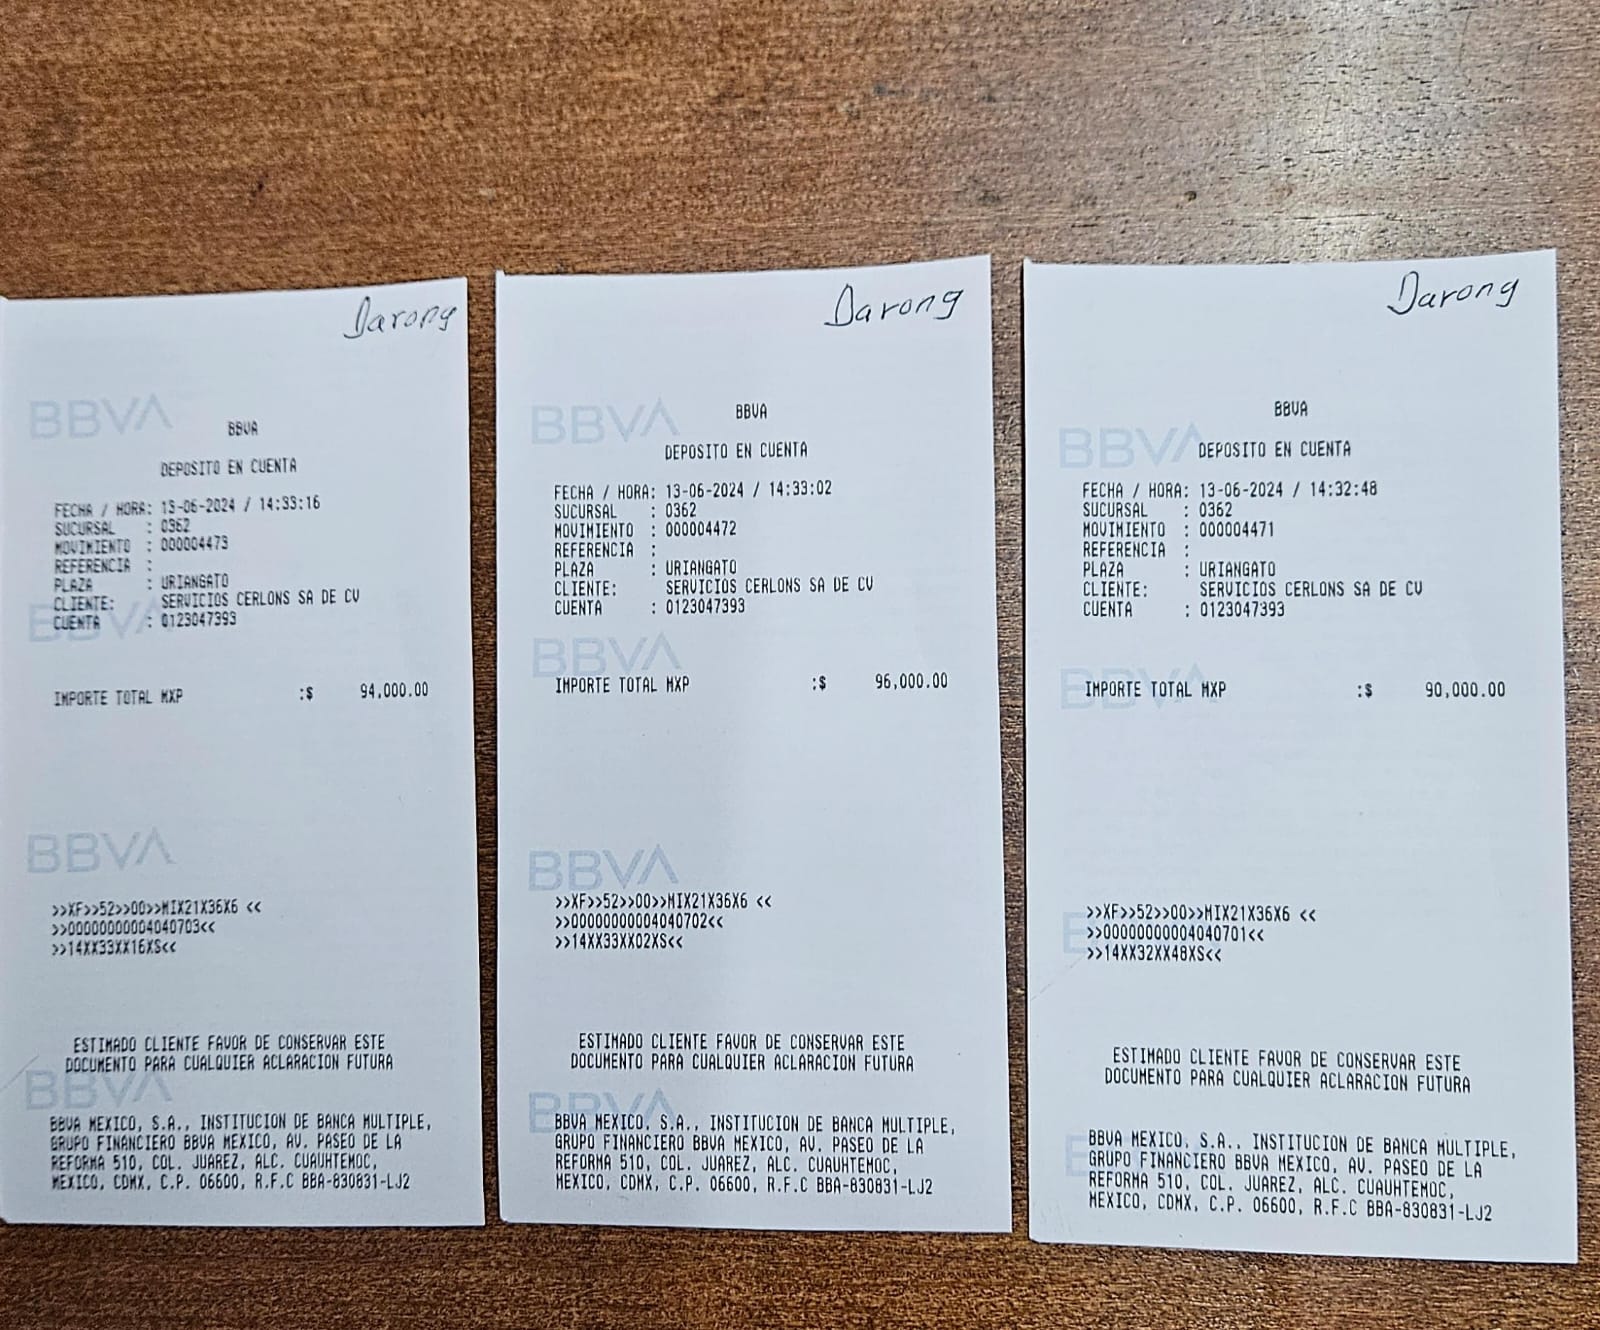 Darong
BBVA
BBVA
DEPOSITO EN CUENTA
FECHA / HORA: 13-06-2024 / 14:33:16
SUCURSAL : 0362
MOVIMIENTO : 000004473
REFERENCIA :
PLAZA : URIANGATO
CLIENTE: SERVICIOS CERLONS SA DE CV
BBVA
CUENTA : 0123047393
IMPORTE TOTAL MXP :$ 94,000.00
BBVA
>>XF>>52>>00>>MIX21X36X6 <<
>>00000000004040703<<
>>14XX33XX16XS<<
ESTIMADO CLIENTE FAVOR DE CONSERVAR ESTE
DOCUMENTO PARA CUALQUIER ACLARACION FUTURA
BBVA
BBVA MEXICO, S.A., INSTITUCION DE BANCA MULTIPLE,
GRUPO FINANCIERO BBVA MEXICO, AV. PASEO DE LA
REFORMA 510, COL. JUAREZ, ALC. CUAUHTEMOC,
MEXICO, CDMX, C.P. 06600, R.F.C BBA-830831-LJ2
Darong
BBVA
BBVA
DEPOSITO EN CUENTA
FECHA / HORA: 13-06-2024 / 14:33:02
SUCURSAL : 0362
MOVIMIENTO : 000004472
REFERENCIA :
PLAZA : URIANGATO
CLIENTE: SERVICIOS CERLONS SA DE CV
CUENTA : 0123047393
BBVA
IMPORTE TOTAL MXP :$ 96,000.00
BBVA
>>XF>>52>>00>>MIX21X36X6 <<
>>00000000004040702<<
>>14XX33XX02XS<<
ESTIMADO CLIENTE FAVOR DE CONSERVAR ESTE
DOCUMENTO PARA CUALQUIER ACLARACION FUTURA
BBVA
BBVA MEXICO, S.A., INSTITUCION DE BANCA MULTIPLE,
GRUPO FINANCIERO BBVA MEXICO, AV. PASEO DE LA
REFORMA 510, COL. JUAREZ, ALC. CUAUHTEMOC,
MEXICO, CDMX, C.P. 06600, R.F.C BBA-830831-LJ2
Darong
BBVA
BBVA
DEPOSITO EN CUENTA
FECHA / HORA: 13-06-2024 / 14:32:48
SUCURSAL : 0362
MOVIMIENTO : 000004471
REFERENCIA :
PLAZA : URIANGATO
CLIENTE: SERVICIOS CERLONS SA DE CV
CUENTA : 0123047393
BBVA
IMPORTE TOTAL MXP :$ 90,000.00
>>XF>>52>>00>>MIX21X36X6 <<
>>00000000004040701<<
>>14XX32XX48XS<<
ESTIMADO CLIENTE FAVOR DE CONSERVAR ESTE
DOCUMENTO PARA CUALQUIER ACLARACION FUTURA
BBVA MEXICO, S.A., INSTITUCION DE BANCA MULTIPLE,
GRUPO FINANCIERO BBVA MEXICO, AV. PASEO DE LA
REFORMA 510, COL. JUAREZ, ALC. CUAUHTEMOC,
MEXICO, CDMX, C.P. 06600, R.F.C BBA-830831-LJ2